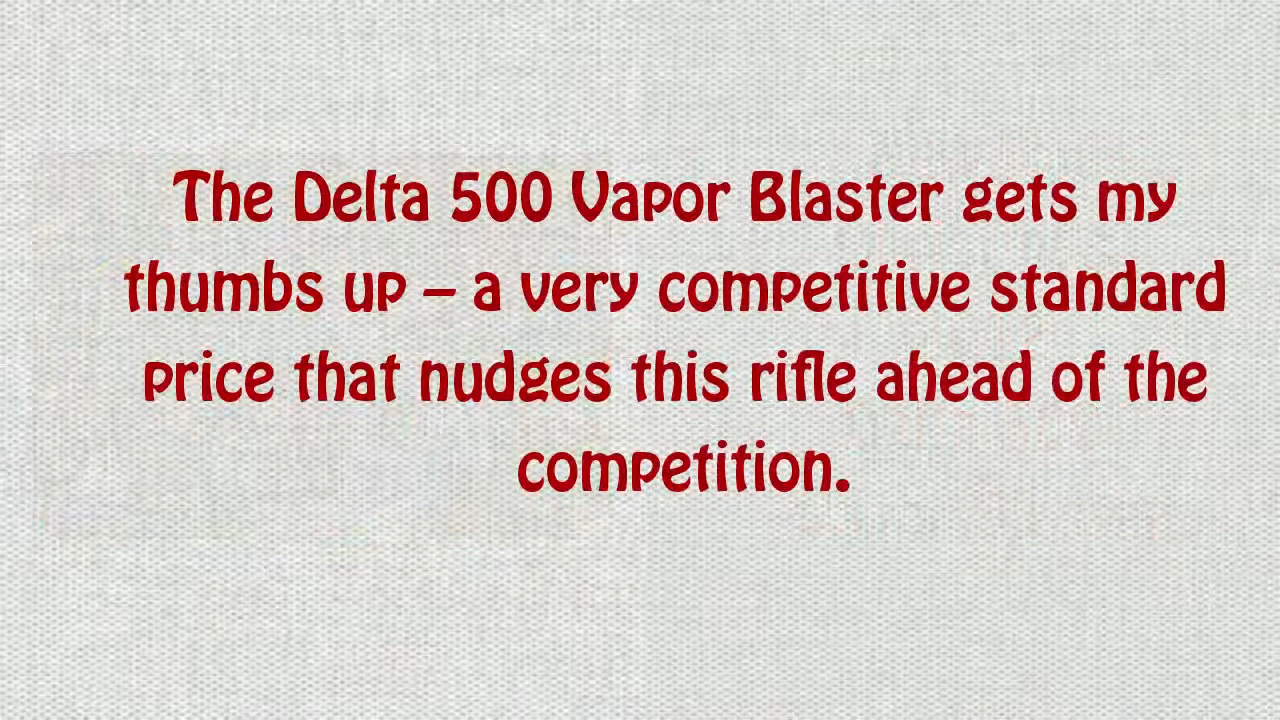 The Delta 500 Vapor Blaster gets my
thumbs up – a very competitive standard
price that nudges this rifle ahead of the
competition.